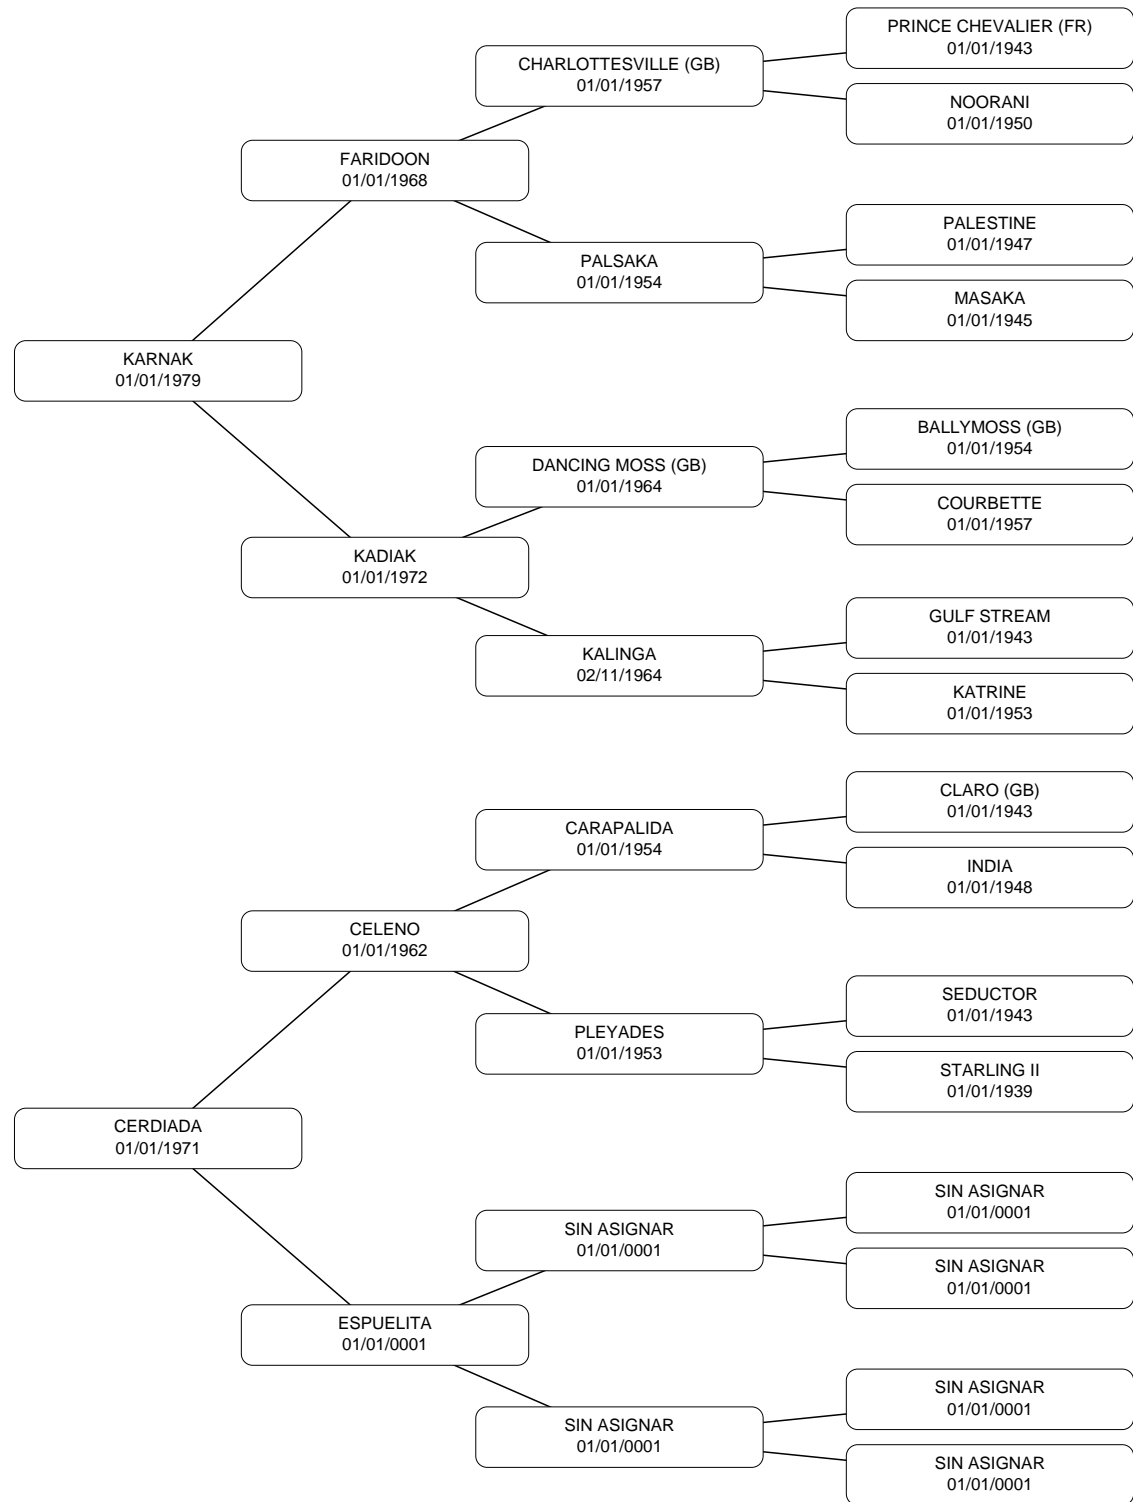 PRINCE CHEVALIER (FR)
01/01/1943
CHARLOTTESVILLE (GB)
01/01/1957
NOORANI
01/01/1950
FARIDOON
01/01/1968
PALESTINE
01/01/1947
PALSAKA
01/01/1954
MASAKA
01/01/1945
KARNAK
01/01/1979
BALLYMOSS (GB)
01/01/1954
DANCING MOSS (GB)
01/01/1964
COURBETTE
01/01/1957
KADIAK
01/01/1972
GULF STREAM
01/01/1943
KALINGA
02/11/1964
KATRINE
01/01/1953
CLARO (GB)
01/01/1943
CARAPALIDA
01/01/1954
INDIA
01/01/1948
CELENO
01/01/1962
SEDUCTOR
01/01/1943
PLEYADES
01/01/1953
STARLING II
01/01/1939
CERDIADA
01/01/1971
SIN ASIGNAR
01/01/0001
SIN ASIGNAR
01/01/0001
SIN ASIGNAR
01/01/0001
ESPUELITA
01/01/0001
SIN ASIGNAR
01/01/0001
SIN ASIGNAR
01/01/0001
SIN ASIGNAR
01/01/0001